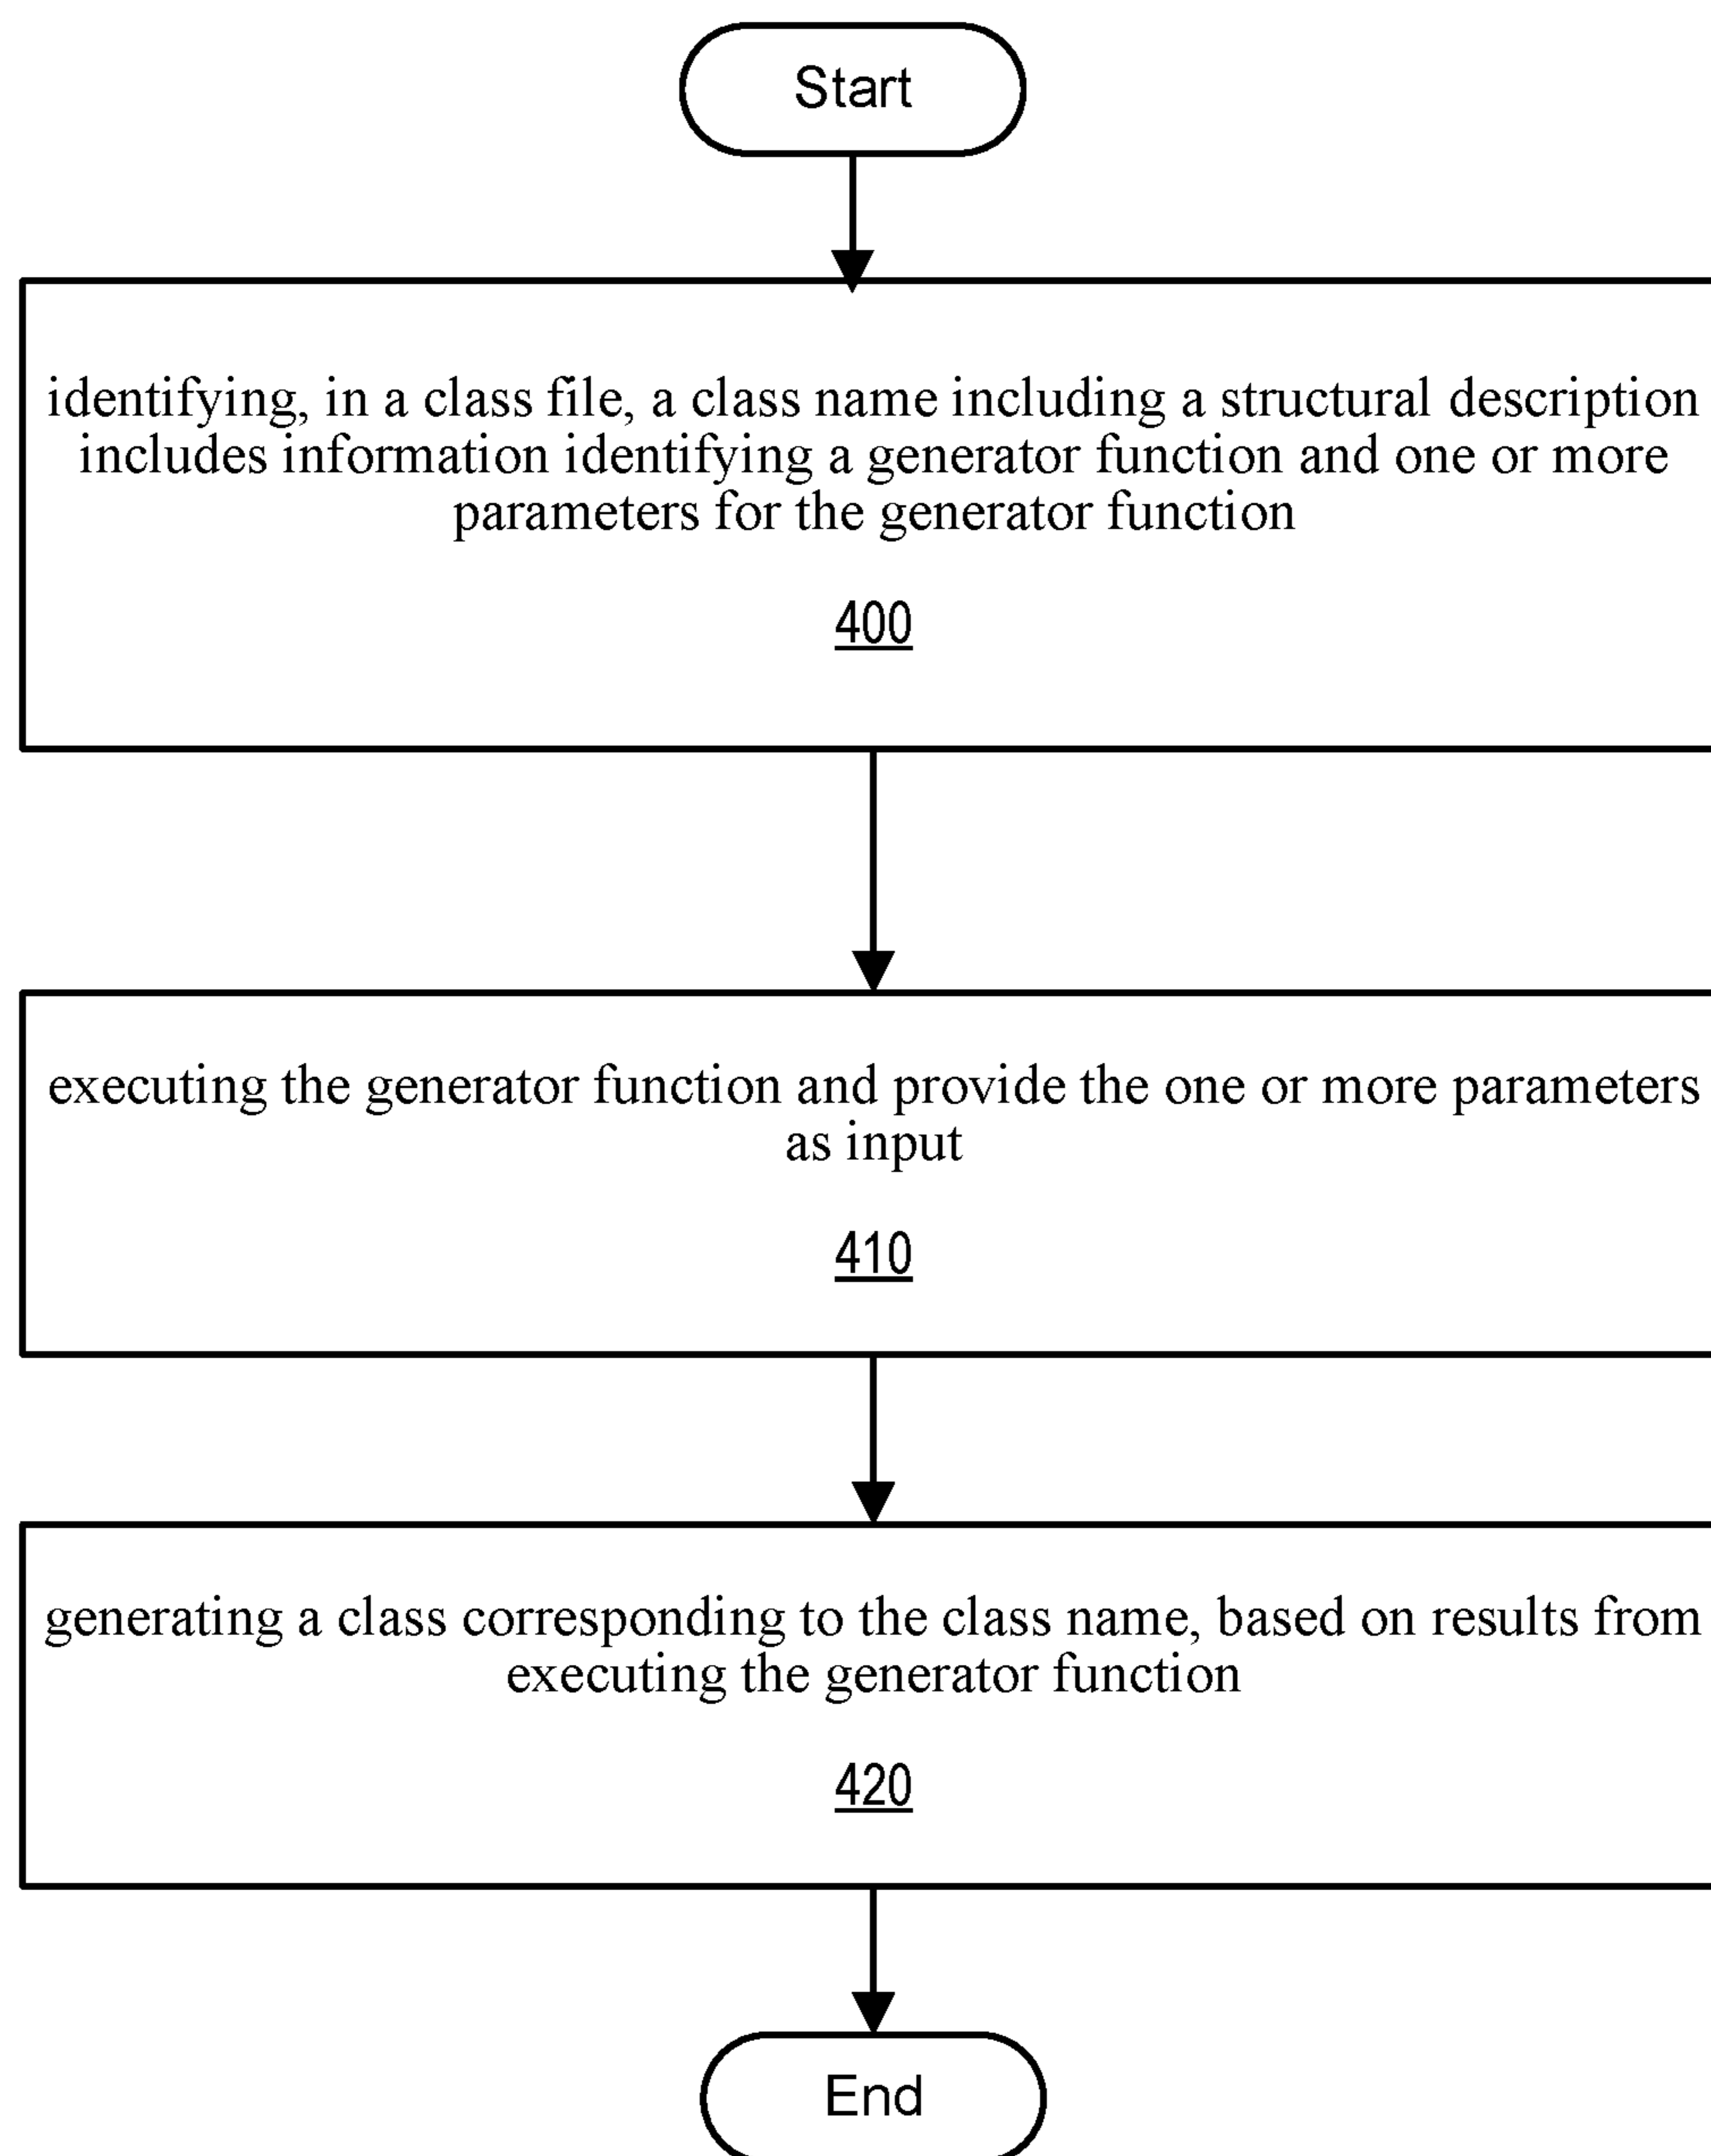 Start
identifying, in a class file, a class name including a structural description
includes information identifying a generator function and one or more
parameters for the generator function
400
executing the generator function and provide the one or more parameters
as input
410
generating a class corresponding to the class name, based on results from
executing the generator function
420
End